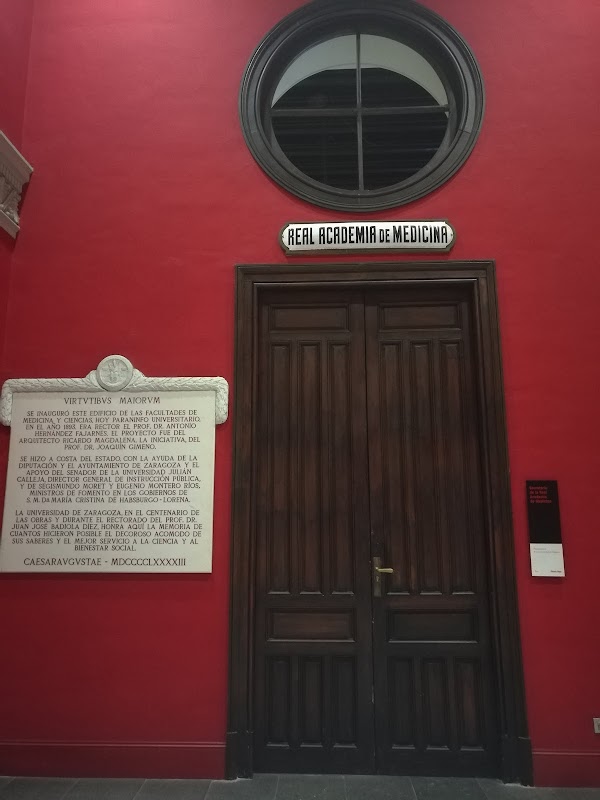 REAL ACADEMIA DE MEDICINA
VIRTVTIBVS MAIORVM
SE INAUGURÓ ESTE EDIFICIO DE LAS FACULTADES DE
MEDICINA, Y CIENCIAS, HOY PARANINFO UNIVERSITARIO,
EN EL AÑO 1893. ERA RECTOR EL PROF. DR. ANTONIO
HERNÁNDEZ FAJARNÉS. EL PROYECTO FUE DEL
ARQUITECTO RICARDO MAGDALENA. LA INICIATIVA, DEL
PROF. DR. JOAQUÍN GIMENO.
SE HIZO A COSTA DEL ESTADO, CON LA AYUDA DE LA
DIPUTACIÓN Y EL AYUNTAMIENTO DE ZARAGOZA Y EL
APOYO DEL SENADOR DE LA UNIVERSIDAD JULIÁN
CALLEJA, DIRECTOR GENERAL DE INSTRUCCIÓN PÚBLICA,
Y DE SEGISMUNDO MORET Y EUGENIO MONTERO RÍOS,
MINISTROS DE FOMENTO EN LOS GOBIERNOS DE
S. M. Dª MARÍA CRISTINA DE HABSBURGO-LORENA.
LA UNIVERSIDAD DE ZARAGOZA, EN EL CENTENARIO DE
LAS OBRAS Y DURANTE EL RECTORADO DEL PROF. DR.
JUAN JOSÉ BADIOLA DÍEZ, HONRA AQUÍ LA MEMORIA DE
CUANTOS HICIERON POSIBLE EL DECOROSO ACOMODO DE
SUS SABERES Y EL MEJOR SERVICIO A LA CIENCIA Y AL
BIENESTAR SOCIAL.
CAESARAVGVSTAE - MDCCCCLXXXXIII
de la Real
Academia
de Medicina